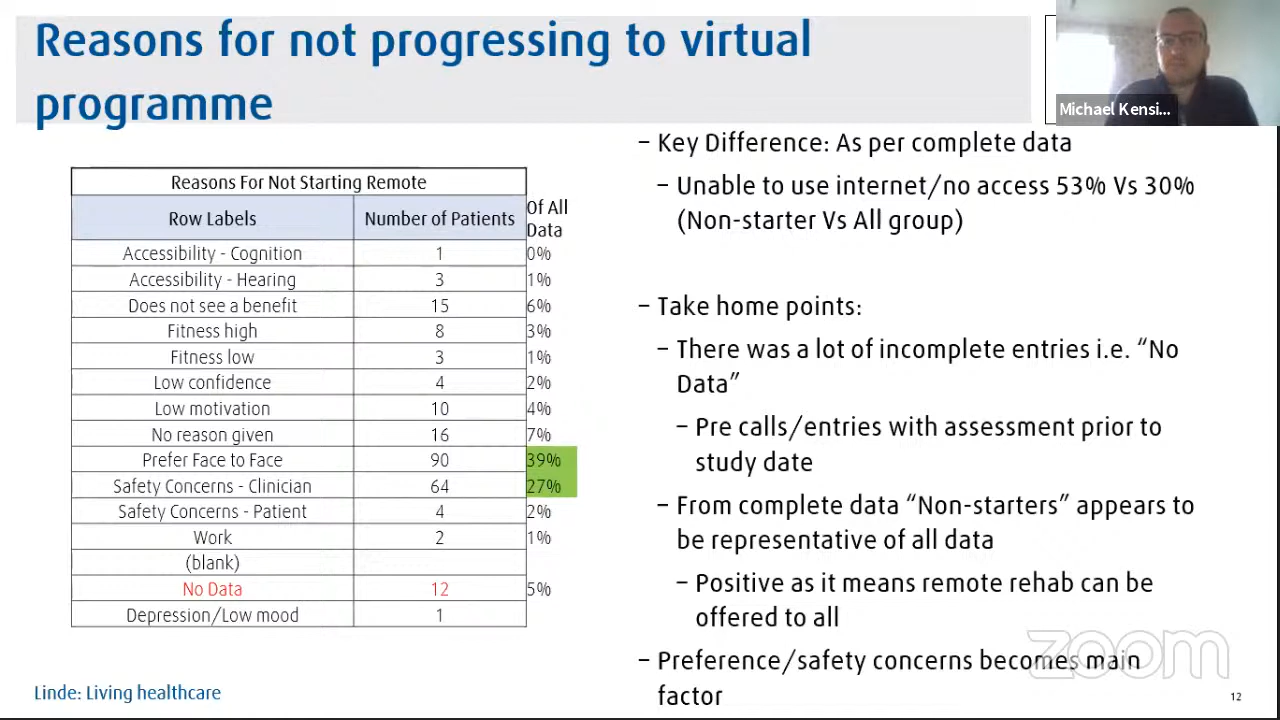 Reasons for not progressing to virtual
programme
Michael Kensi...
Reasons For Not Starting Remote
Row Labels Number of Patients Of All Data
Accessibility - Cognition 1 0%
Accessibility - Hearing 3 1%
Does not see a benefit 15 6%
Fitness high 8 3%
Fitness low 3 1%
Low confidence 4 2%
Low motivation 10 4%
No reason given 16 7%
Prefer Face to Face 90 39%
Safety Concerns - Clinician 64 27%
Safety Concerns - Patient 4 2%
Work 2 1%
(blank)
No Data 12 5%
Depression/Low mood 1
– Key Difference: As per complete data
– Unable to use internet/no access 53% Vs 30%
(Non-starter Vs All group)
– Take home points:
– There was a lot of incomplete entries i.e. “No
Data”
– Pre calls/entries with assessment prior to
study date
– From complete data “Non-starters” appears to
be representative of all data
– Positive as it means remote rehab can be
offered to all
– Preference/safety concerns becomes main
factor
zoom
Linde: Living healthcare
12